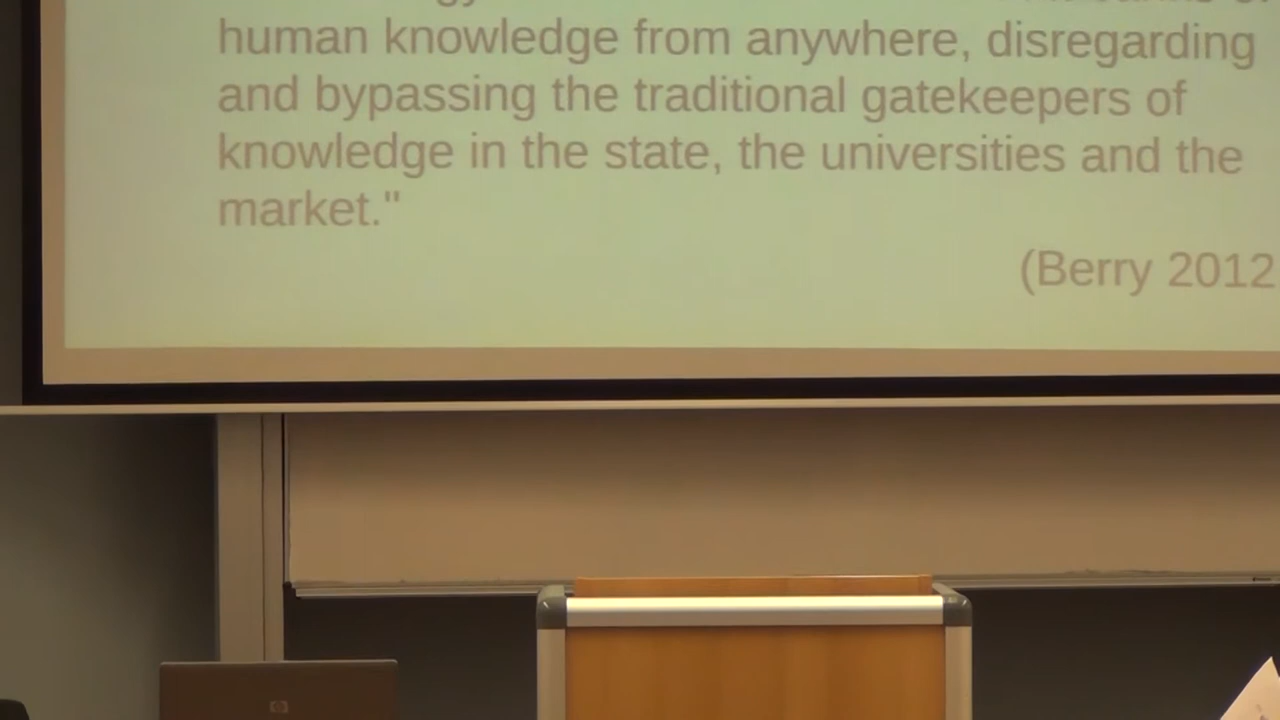 human knowledge from anywhere, disregarding
and bypassing the traditional gatekeepers of
knowledge in the state, the universities and the
market."
(Berry 2012
hp